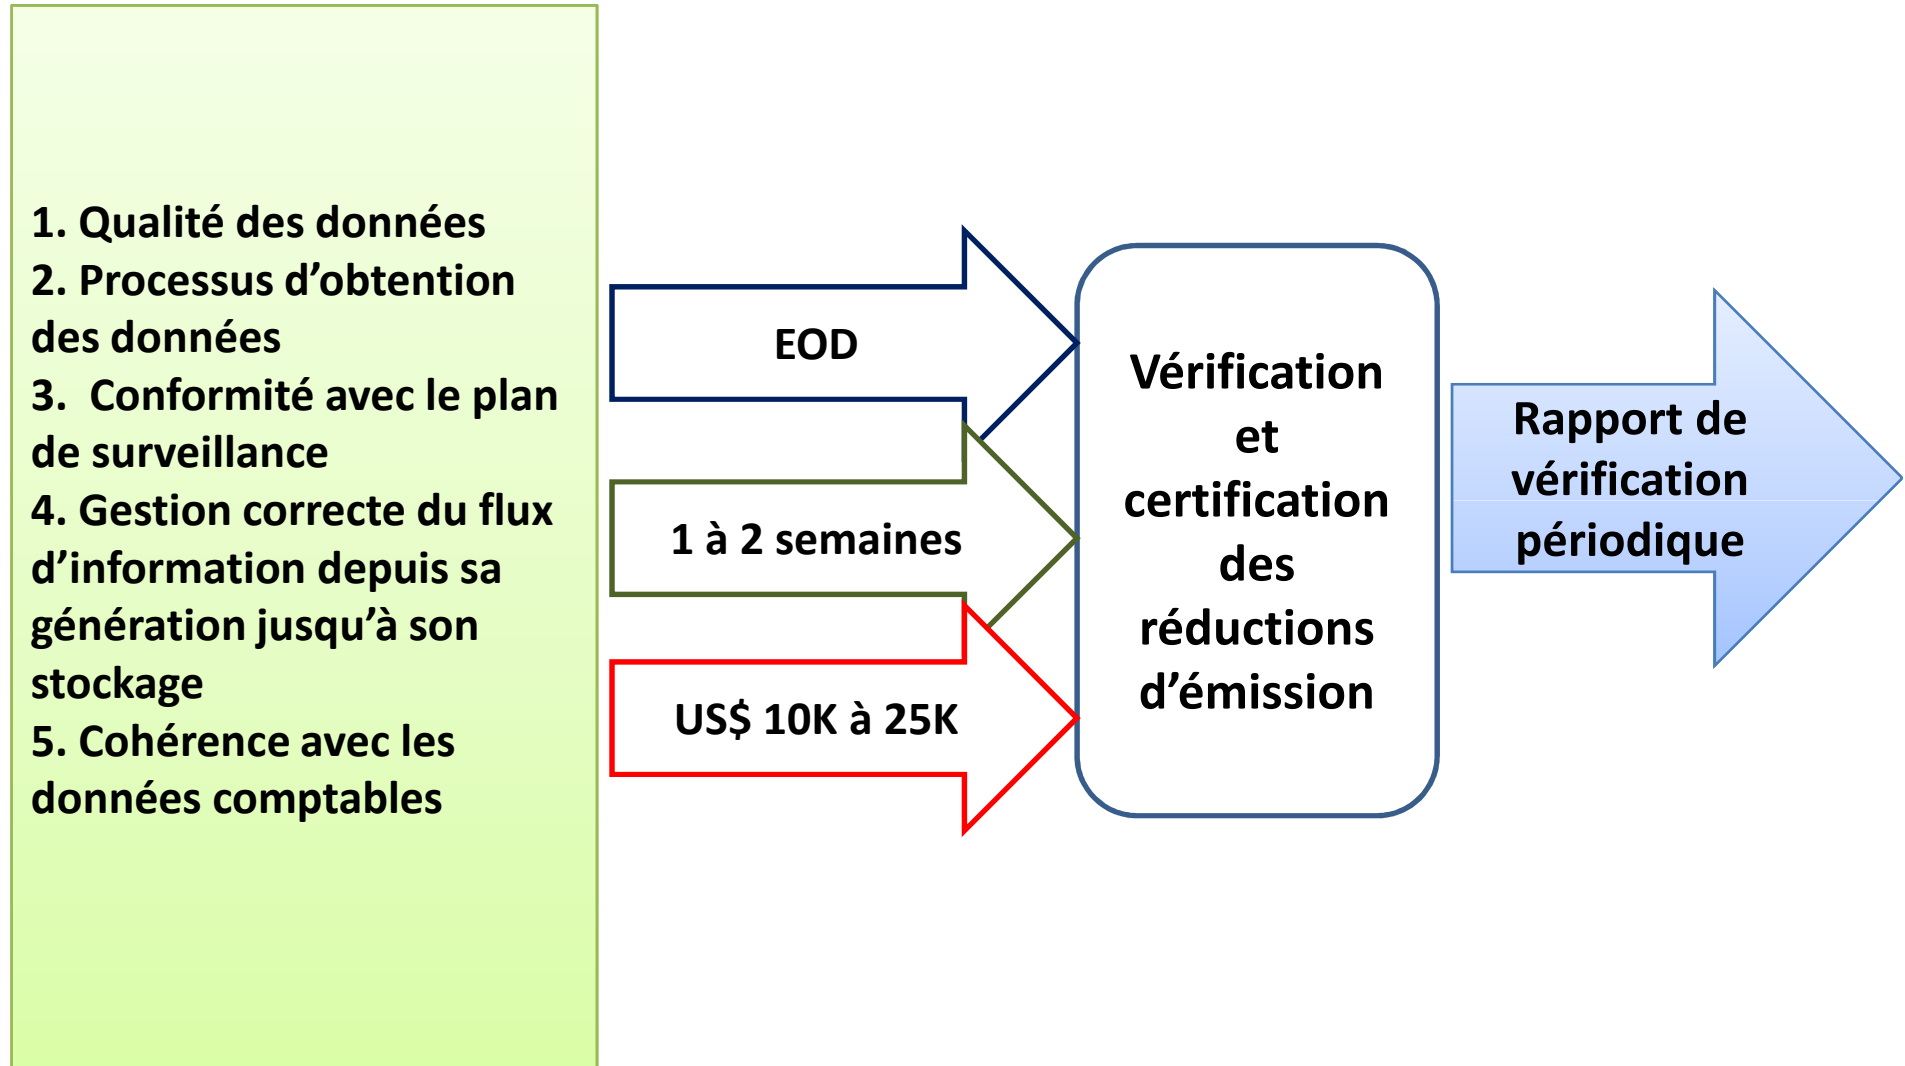 1. Qualité des données
2. Processus d’obtention
des données
3.  Conformité avec le plan
de surveillance
4. Gestion correcte du flux
d’information depuis sa
génération jusqu’à son
stockage
5. Cohérence avec les
données comptables
EOD
1 à 2 semaines
US$ 10K à 25K
Vérification
et
certification
des
réductions
d’émission
Rapport de
vérification
périodique